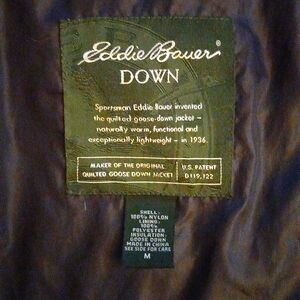 Eddie Bauer®
DOWN
Sportsman Eddie Bauer invented
the quilted goose-down jacket –
naturally warm, functional and
exceptionally lightweight – in 1936.
MAKER OF THE ORIGINAL
QUILTED GOOSE DOWN JACKET
U.S. PATENT
D119,122
SHELL:
100% NYLON
LINING:
100%
POLYESTER
INSULATION:
GOOSE DOWN
MADE IN CHINA
SEE SIDE FOR CARE
M